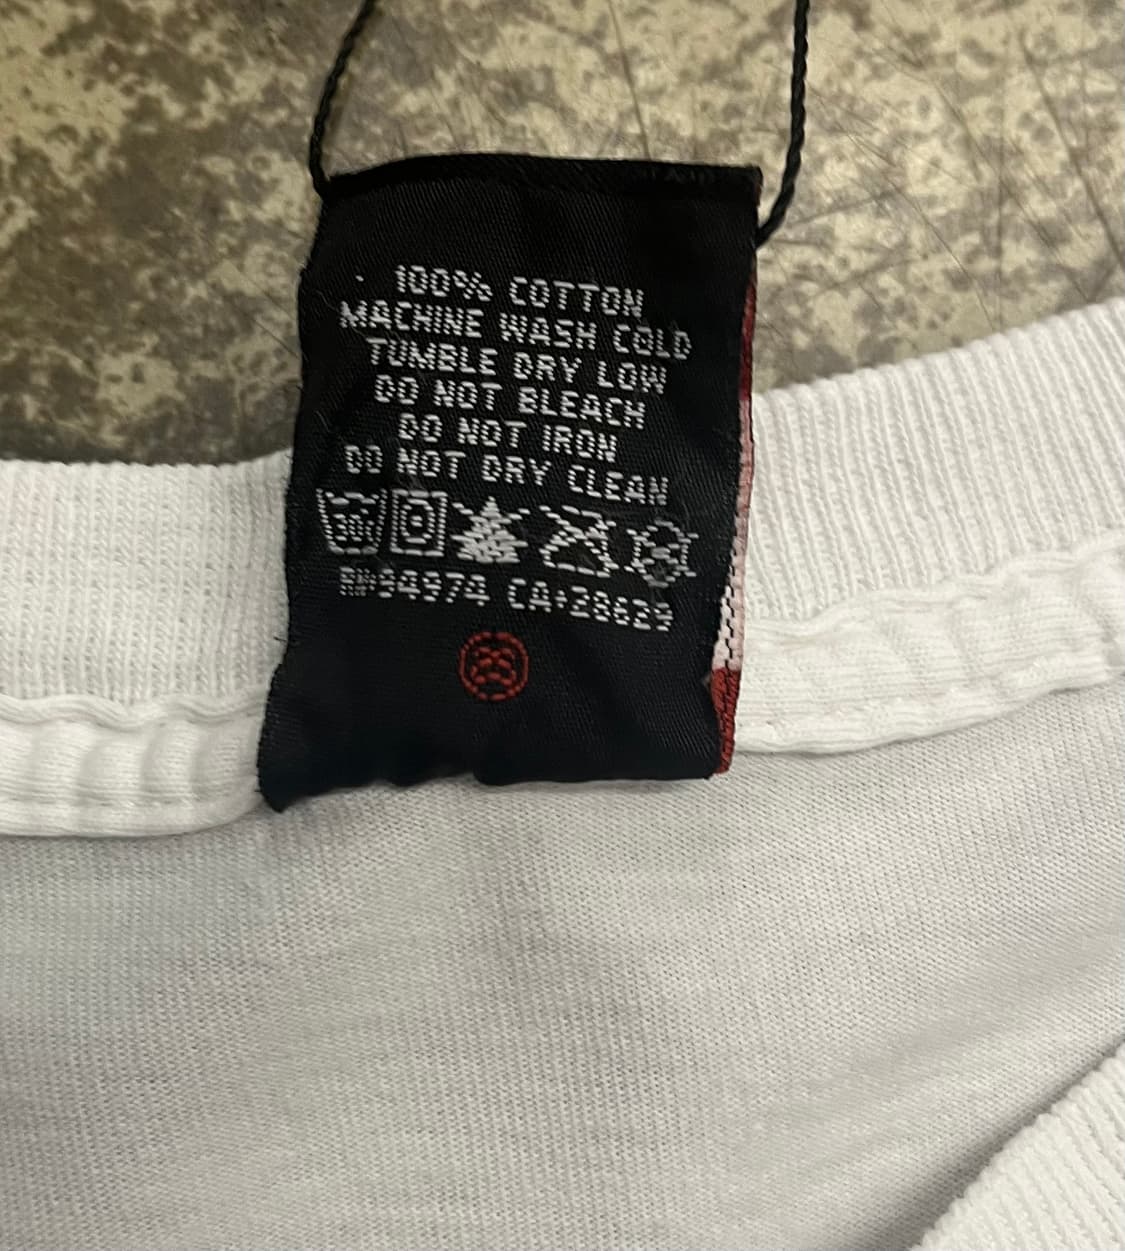 100% COTTON
MACHINE WASH COLD
TUMBLE DRY LOW
DO NOT BLEACH
DO NOT IRON
DO NOT DRY CLEAN
30C
RN#94974 CA#28629